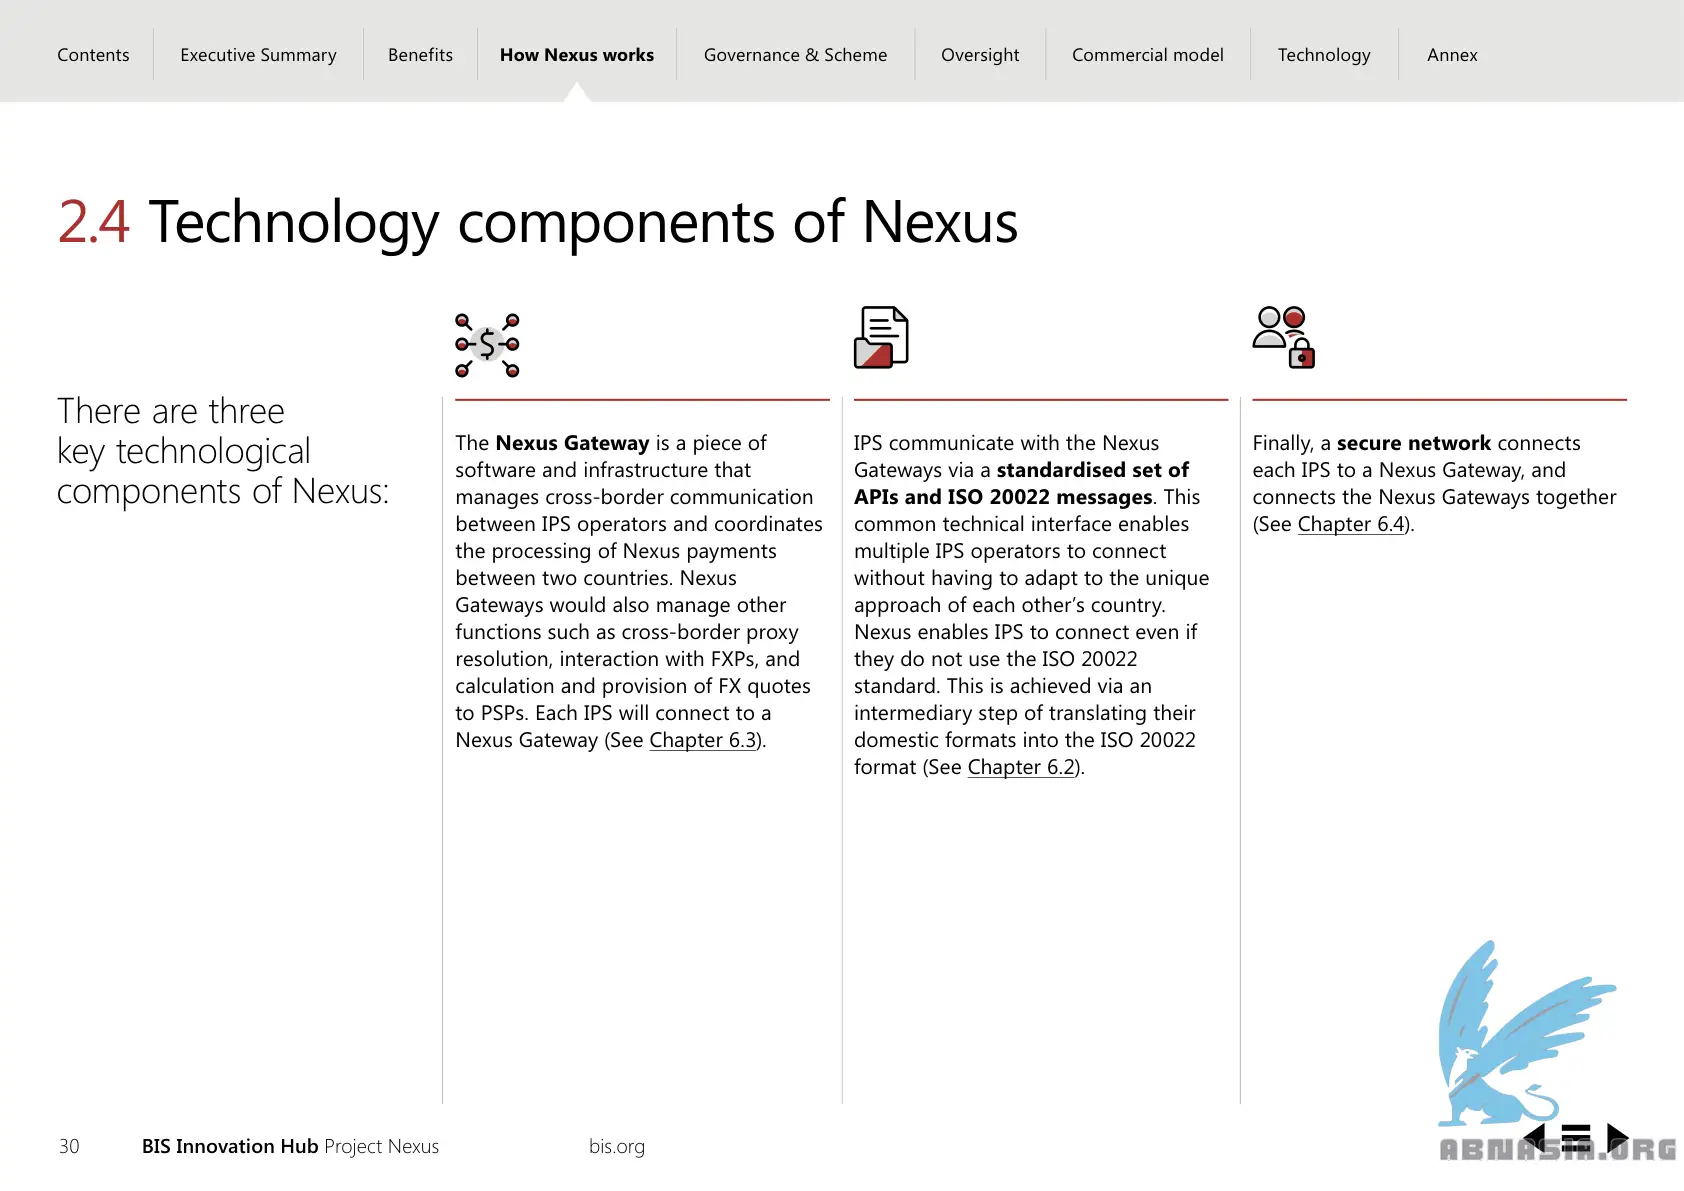 Contents
Executive Summary
Benefits
How Nexus works
Governance & Scheme
Oversight
Commercial model
Technology
Annex
2.4 Technology components of Nexus
There are three
key technological
components of Nexus:
The Nexus Gateway is a piece of
software and infrastructure that
manages cross-border communication
between IPS operators and coordinates
the processing of Nexus payments
between two countries. Nexus
Gateways would also manage other
functions such as cross-border proxy
resolution, interaction with FXPs, and
calculation and provision of FX quotes
to PSPs. Each IPS will connect to a
Nexus Gateway (See Chapter 6.3).
IPS communicate with the Nexus
Gateways via a standardised set of
APIs and ISO 20022 messages. This
common technical interface enables
multiple IPS operators to connect
without having to adapt to the unique
approach of each other’s country.
Nexus enables IPS to connect even if
they do not use the ISO 20022
standard. This is achieved via an
intermediary step of translating their
domestic formats into the ISO 20022
format (See Chapter 6.2).
Finally, a secure network connects
each IPS to a Nexus Gateway, and
connects the Nexus Gateways together
(See Chapter 6.4).
30
BIS Innovation Hub Project Nexus
bis.org
ABNASIA.ORG